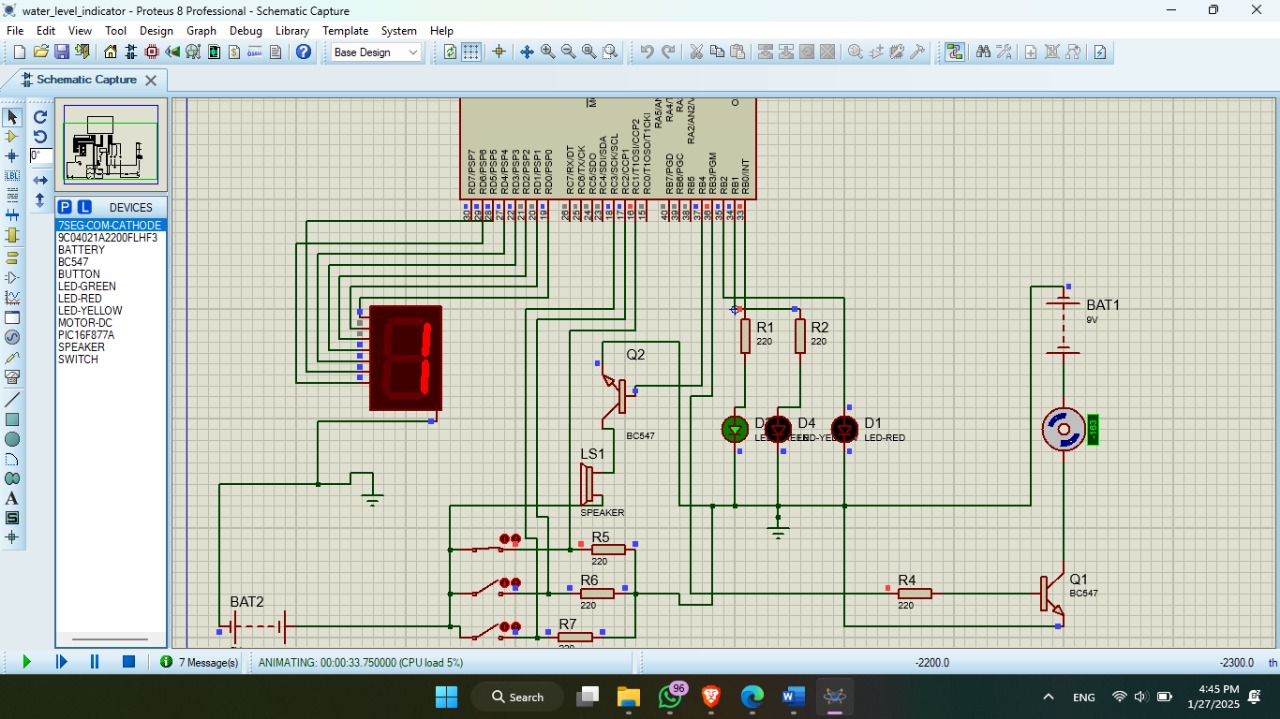 water_level_indicator - Proteus 8 Professional - Schematic Capture
File Edit View Tool Design Graph Debug Library Template System Help
Base Design
Schematic Capture
0°
P L DEVICES
7SEG-COM-CATHODE
9C04021A2200FLHF3
BATTERY
BC547
BUTTON
LED-GREEN
LED-RED
LED-YELLOW
MOTOR-DC
PIC16F877A
SPEAKER
SWITCH
RD7/PSP7
RD6/PSP6
RD5/PSP5
RD4/PSP4
RD3/PSP3
RD2/PSP2
RD1/PSP1
RD0/PSP0
RC7/RX/DT
RC6/TX/CK
RC5/SDO
RC4/SDI/SDA
RC3/SCK/SCL
RC2/CCP1
RC1/T1OSI/CCP2
RC0/T1OSO/T1CKI
RB7/PGD
RB6/PGC
RB5
RB4
RB3/PGM
RB2
RB1
RB0/INT
RA5/AN
RA4/T
RA
RA2/AN2/V
O
30 29 28 27 22 21 20 19 26 25 24 23 18 17 16 15 40 39 38 37 36 35 34 33
R1
220
R2
220
BAT1
9V
Q2
BC547
D4
D1
LED-RED
-163
LS1
SPEAKER
R5
220
R6
220
R7
220
R4
220
Q1
BC547
BAT2
7 Message(s)
ANIMATING: 00:00:33.750000 (CPU load 5%)
-2200.0
-2300.0
th
Search
96
ENG
4:45 PM
1/27/2025